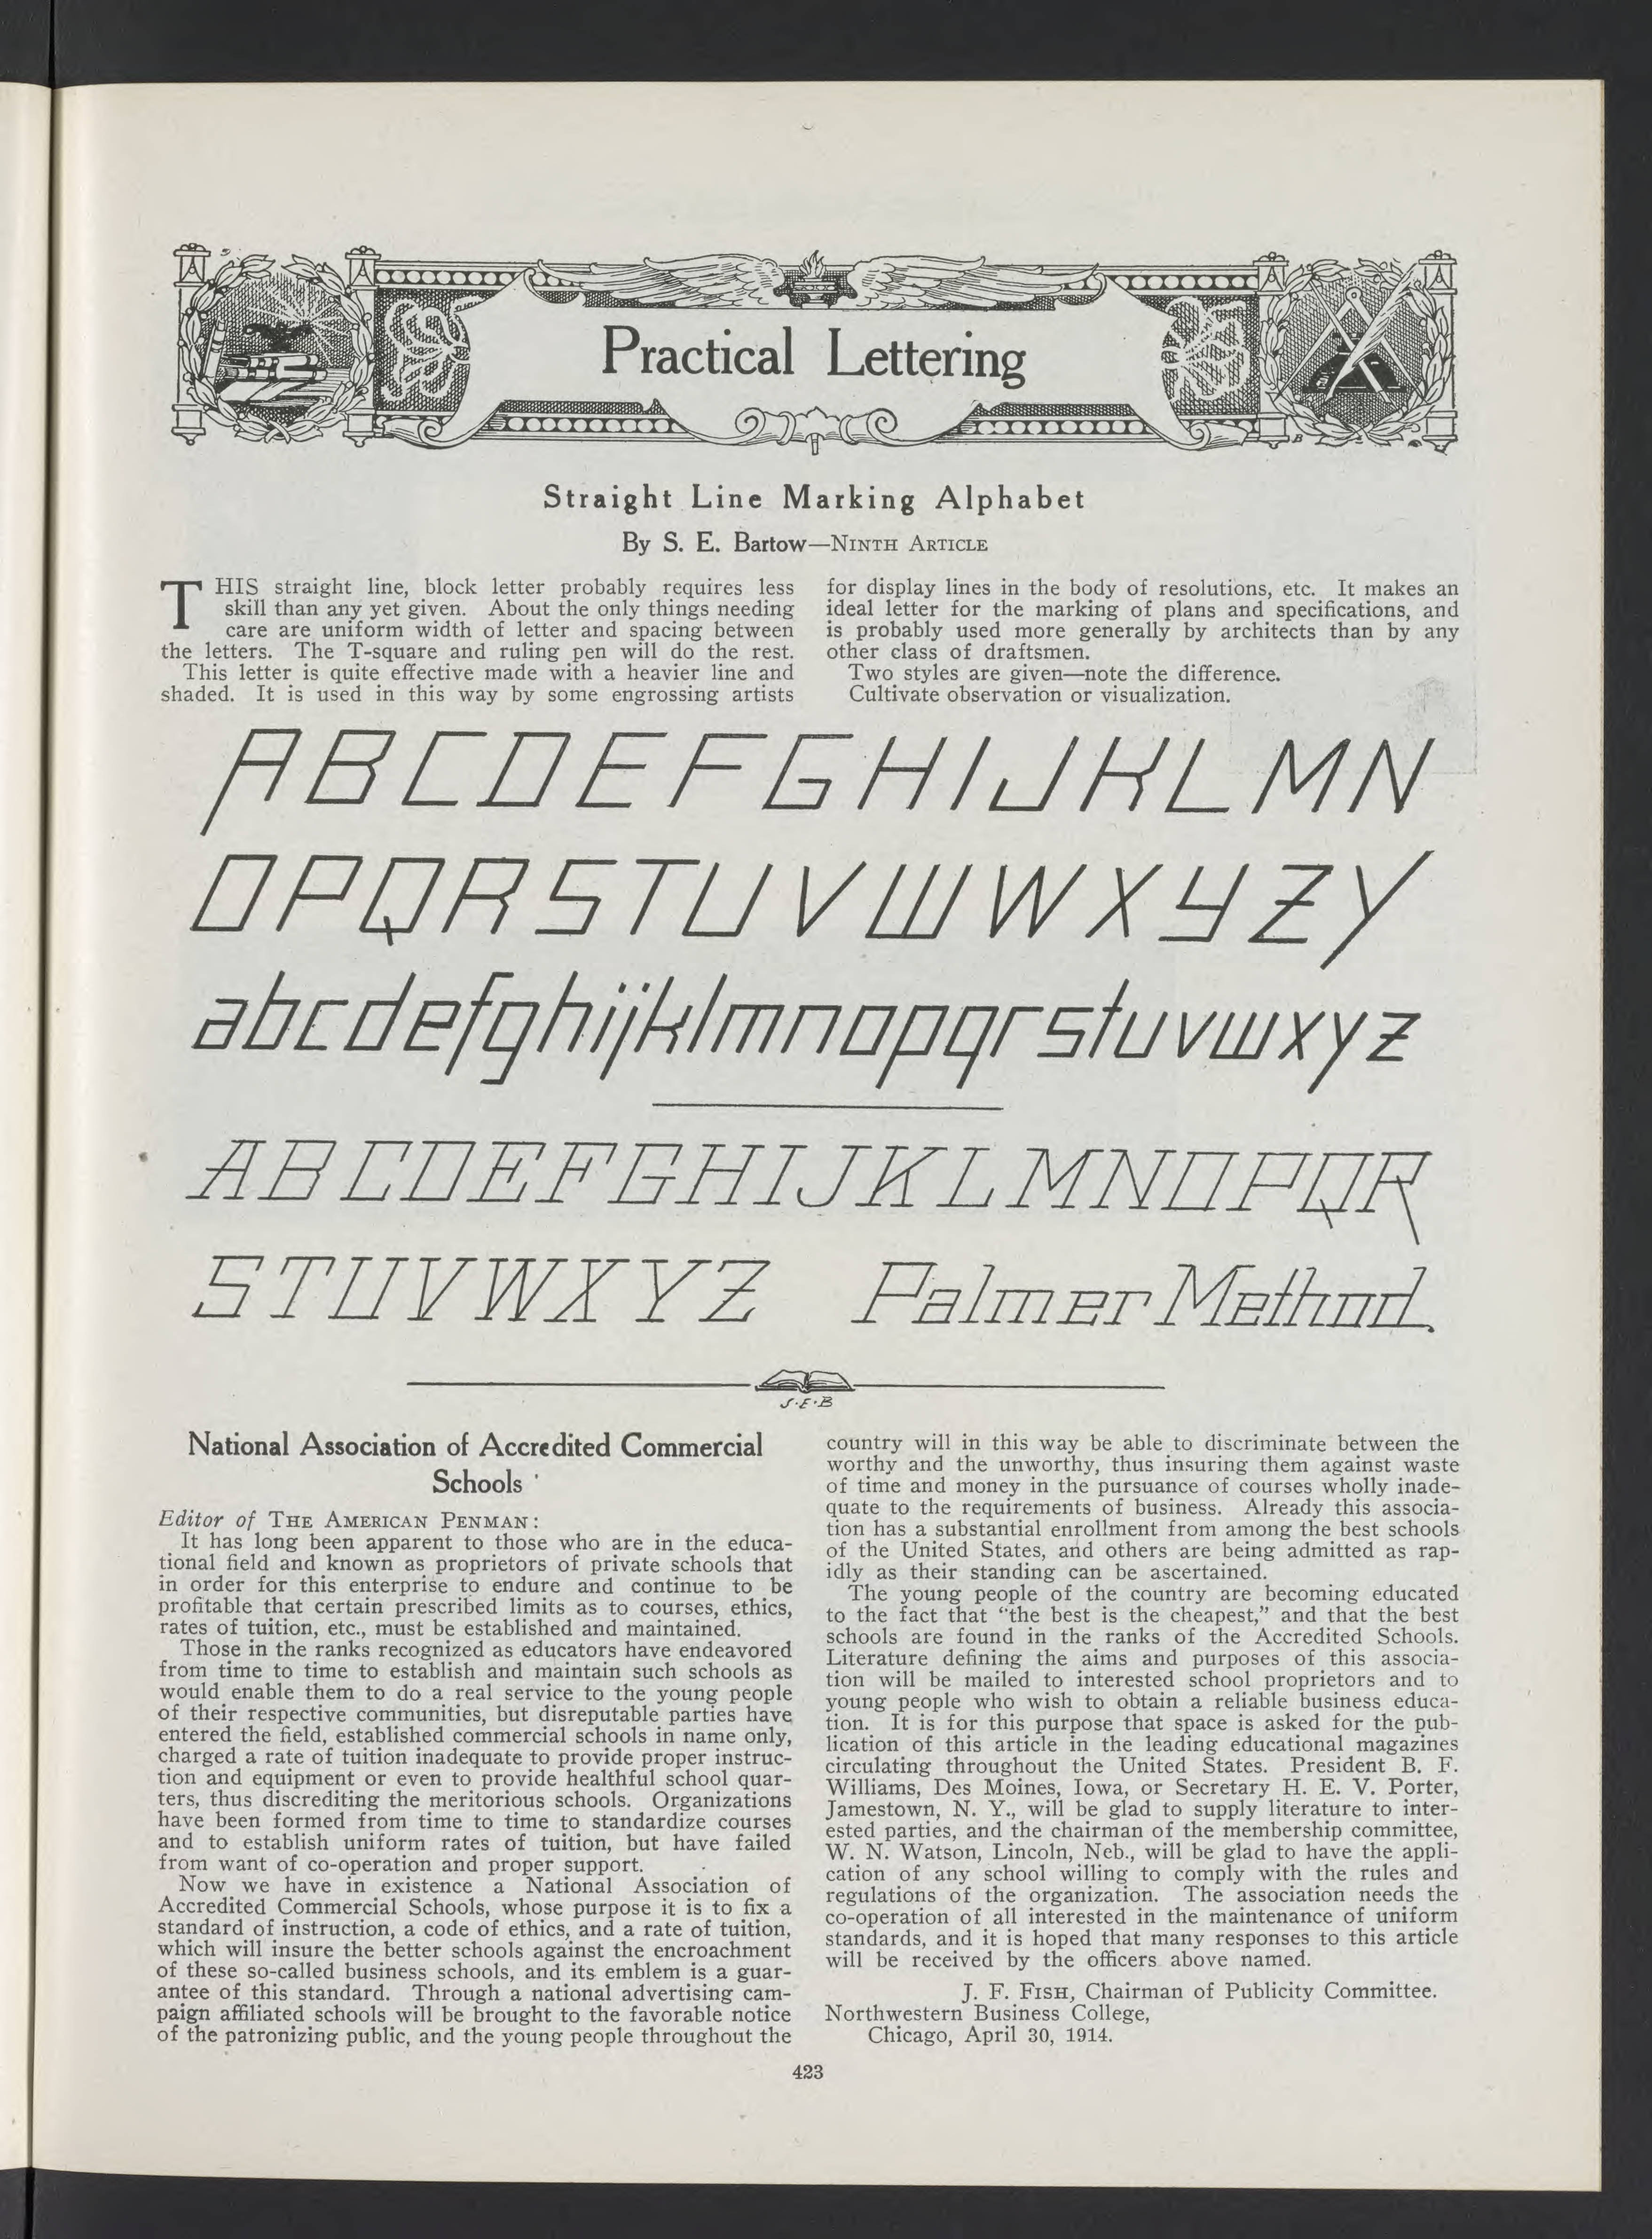 Practical Lettering
Straight Line Marking Alphabet
By S. E. Bartow—NINTH ARTICLE
THIS straight line, block letter probably requires less
skill than any yet given. About the only things needing
care are uniform width of letter and spacing between
the letters. The T-square and ruling pen will do the rest.
This letter is quite effective made with a heavier line and
shaded. It is used in this way by some engrossing artists
for display lines in the body of resolutions, etc. It makes an
ideal letter for the marking of plans and specifications, and
is probably used more generally by architects than by any
other class of draftsmen.
Two styles are given—note the difference.
Cultivate observation or visualization.
ABCDEFGHIJKLMN
OPQRSTUVWWXYZY
abcdefghijklmnopqrstuvwxyz
ABCDEFGHIJKLMNOPQR
STUVWXYZ Palmer Method.
S·E·B
National Association of Accredited Commercial
Schools
Editor of THE AMERICAN PENMAN:
It has long been apparent to those who are in the educa-
tional field and known as proprietors of private schools that
in order for this enterprise to endure and continue to be
profitable that certain prescribed limits as to courses, ethics,
rates of tuition, etc., must be established and maintained.
Those in the ranks recognized as educators have endeavored
from time to time to establish and maintain such schools as
would enable them to do a real service to the young people
of their respective communities, but disreputable parties have
entered the field, established commercial schools in name only,
charged a rate of tuition inadequate to provide proper instruc-
tion and equipment or even to provide healthful school quar-
ters, thus discrediting the meritorious schools. Organizations
have been formed from time to time to standardize courses
and to establish uniform rates of tuition, but have failed
from want of co-operation and proper support.
Now we have in existence a National Association of
Accredited Commercial Schools, whose purpose it is to fix a
standard of instruction, a code of ethics, and a rate of tuition,
which will insure the better schools against the encroachment
of these so-called business schools, and its emblem is a guar-
antee of this standard. Through a national advertising cam-
paign affiliated schools will be brought to the favorable notice
of the patronizing public, and the young people throughout the
country will in this way be able to discriminate between the
worthy and the unworthy, thus insuring them against waste
of time and money in the pursuance of courses wholly inade-
quate to the requirements of business. Already this associa-
tion has a substantial enrollment from among the best schools
of the United States, and others are being admitted as rap-
idly as their standing can be ascertained.
The young people of the country are becoming educated
to the fact that "the best is the cheapest," and that the best
schools are found in the ranks of the Accredited Schools.
Literature defining the aims and purposes of this associa-
tion will be mailed to interested school proprietors and to
young people who wish to obtain a reliable business educa-
tion. It is for this purpose that space is asked for the pub-
lication of this article in the leading educational magazines
circulating throughout the United States. President B. F.
Williams, Des Moines, Iowa, or Secretary H. E. V. Porter,
Jamestown, N. Y., will be glad to supply literature to inter-
ested parties, and the chairman of the membership committee,
W. N. Watson, Lincoln, Neb., will be glad to have the appli-
cation of any school willing to comply with the rules and
regulations of the organization. The association needs the
co-operation of all interested in the maintenance of uniform
standards, and it is hoped that many responses to this article
will be received by the officers above named.
J. F. FISH, Chairman of Publicity Committee.
Northwestern Business College,
Chicago, April 30, 1914.
423